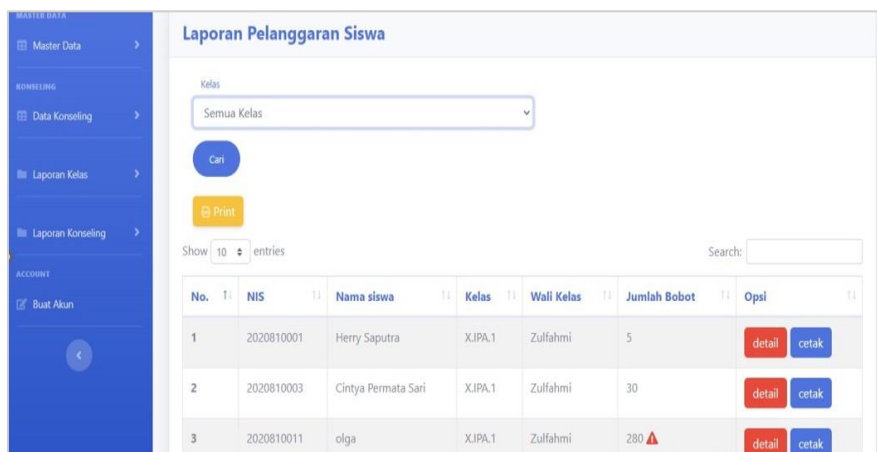 MASTER DATA
Master Data
KONSELING
Data Konseling
Laporan Kelas
Laporan Konseling
ACCOUNT
Buat Akun
Laporan Pelanggaran Siswa
Kelas
Semua Kelas
Cari
Print
Show 10 entries
Search:
No. NIS Nama siswa Kelas Wali Kelas Jumlah Bobot Opsi
1 2020810001 Herry Saputra X.IPA.1 Zulfahmi 5 detail cetak
2 2020810003 Cintya Permata Sari X.IPA.1 Zulfahmi 30 detail cetak
3 2020810011 olga X.IPA.1 Zulfahmi 280 detail cetak